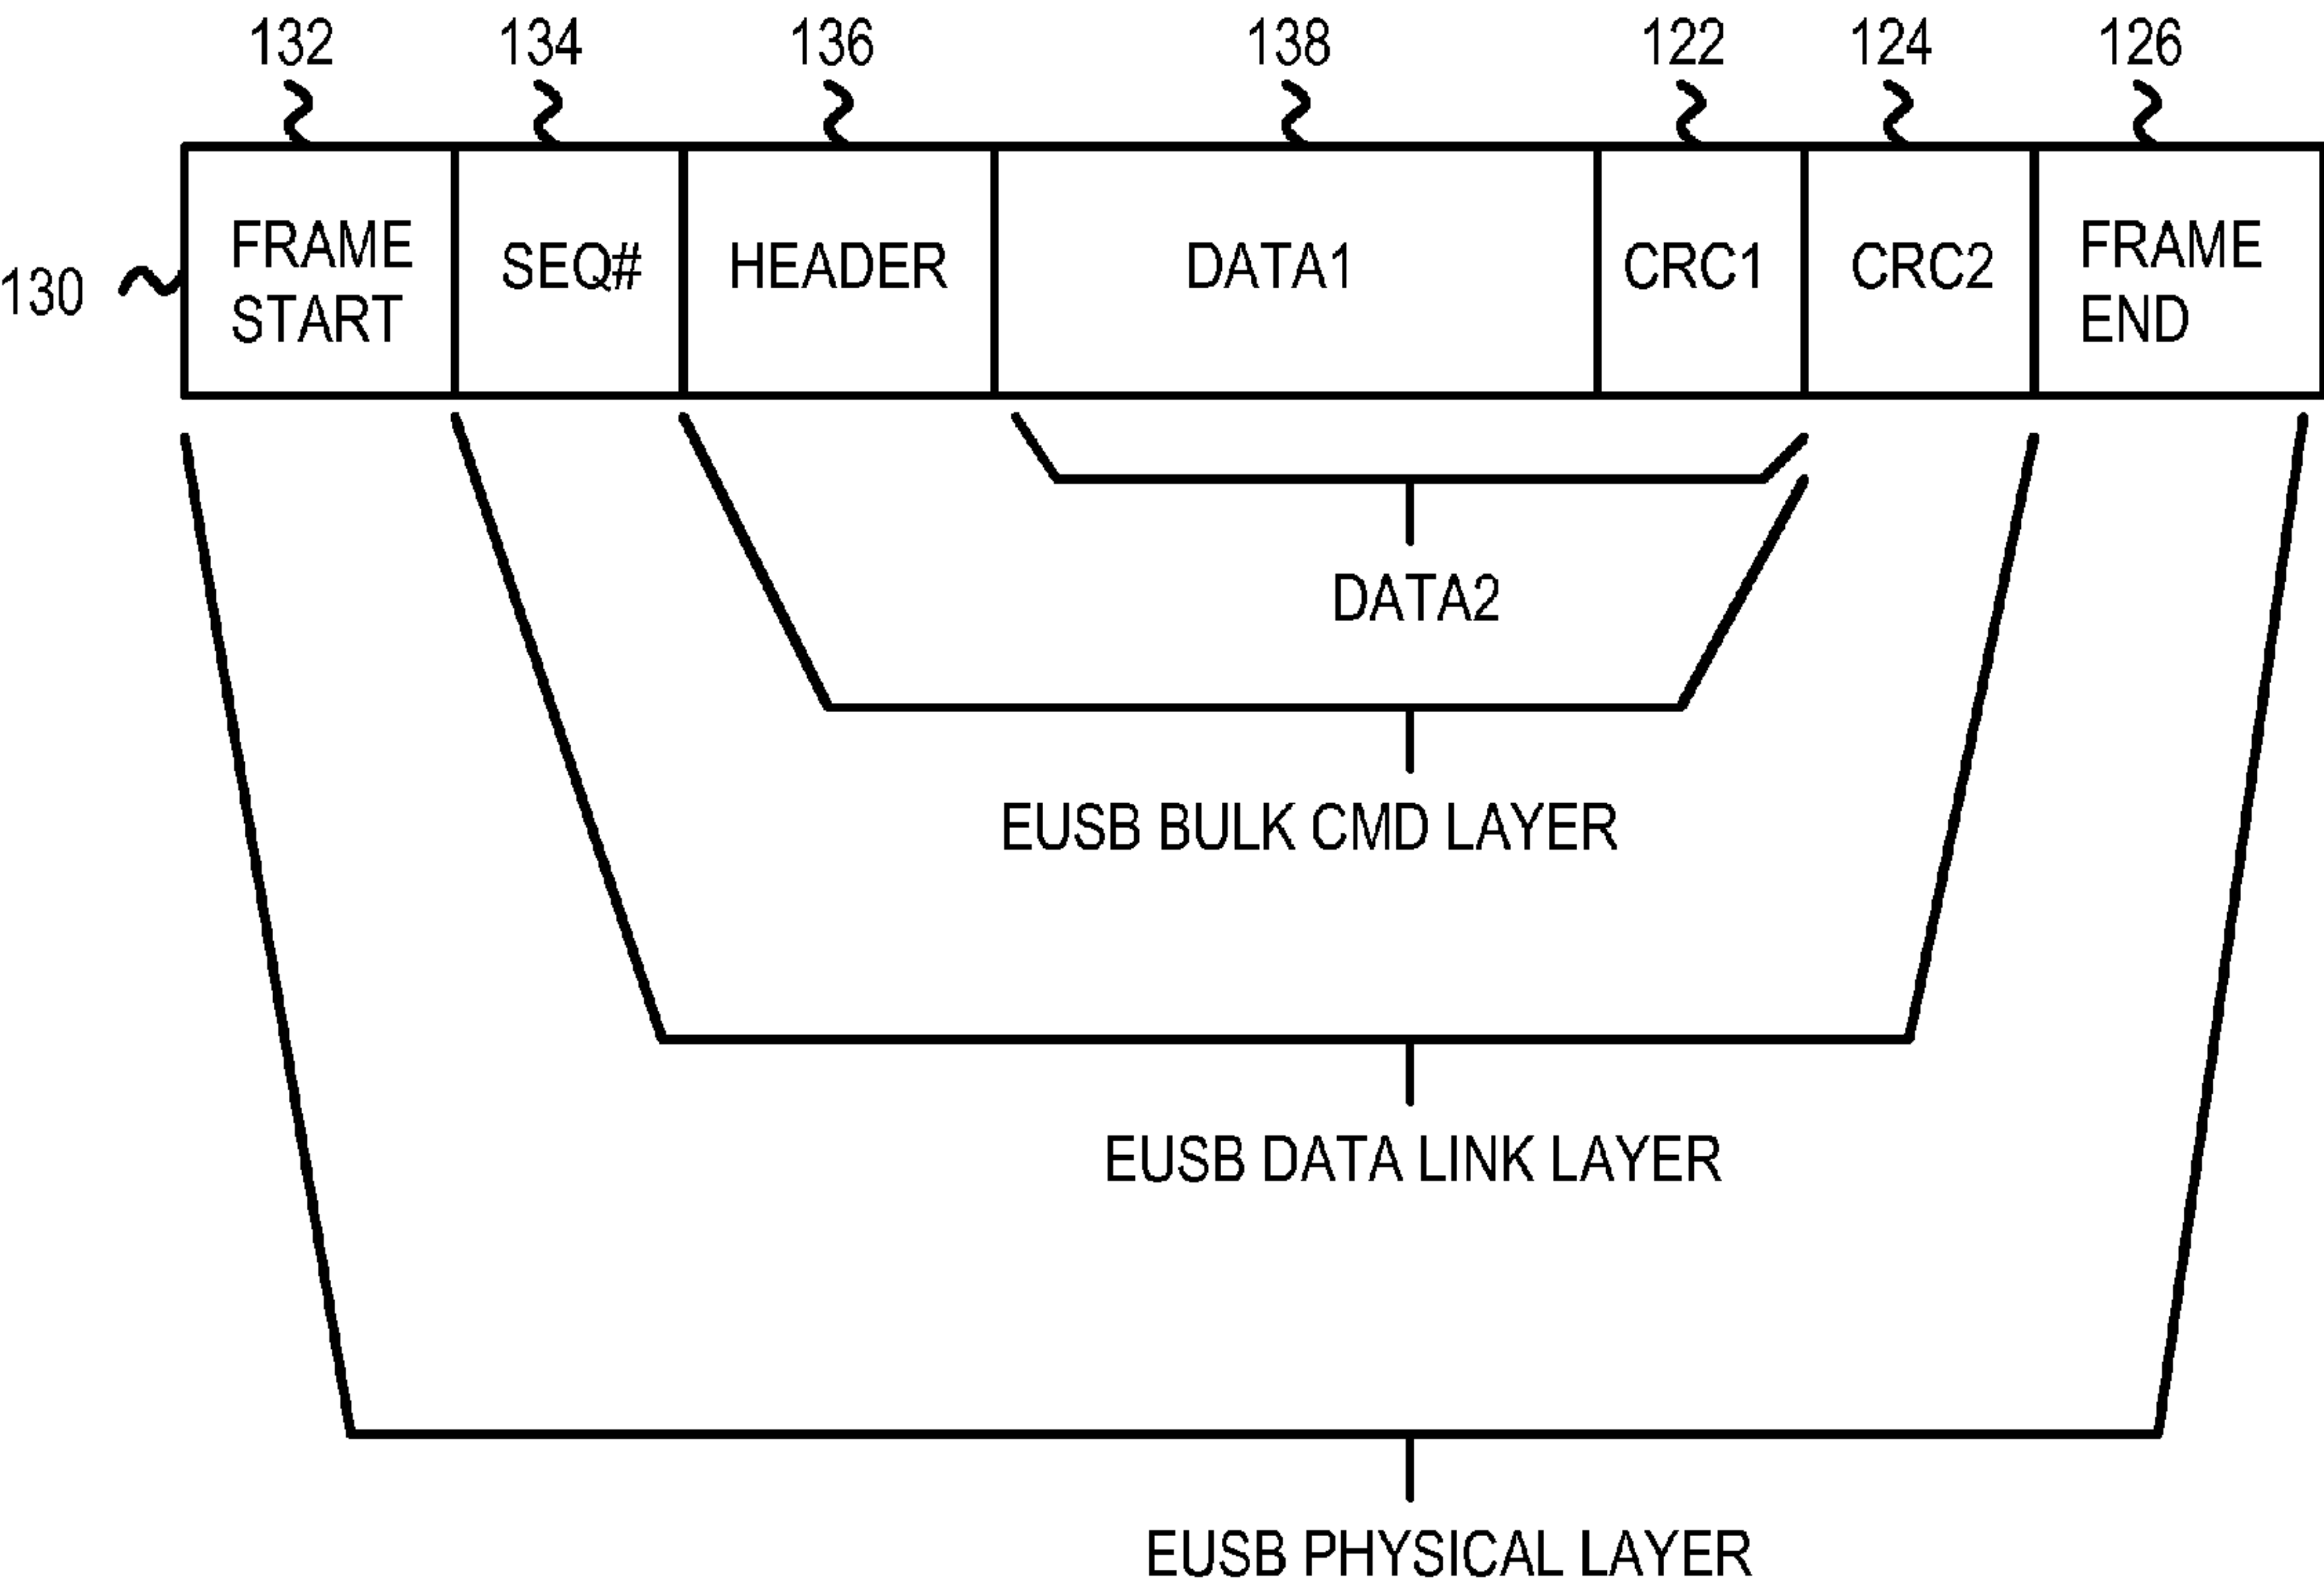 132 134 136 138 122 124 126
130
FRAME
START
SEQ#
HEADER
DATA1
CRC1
CRC2
FRAME
END
DATA2
EUSB BULK CMD LAYER
EUSB DATA LINK LAYER
EUSB PHYSICAL LAYER